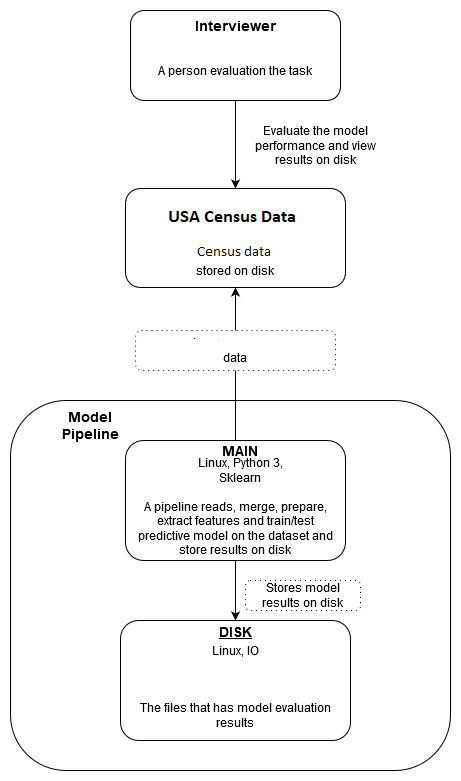 Interviewer
A person evaluation the task
Evaluate the model
performance and view
results on disk
USA Census Data
Census data
stored on disk
data
Model
Pipeline
MAIN
Linux, Python 3,
Sklearn
A pipeline reads, merge, prepare,
extract features and train/test
predictive model on the dataset and
store results on disk
Stores model
results on disk
DISK
Linux, IO
The files that has model evaluation
results